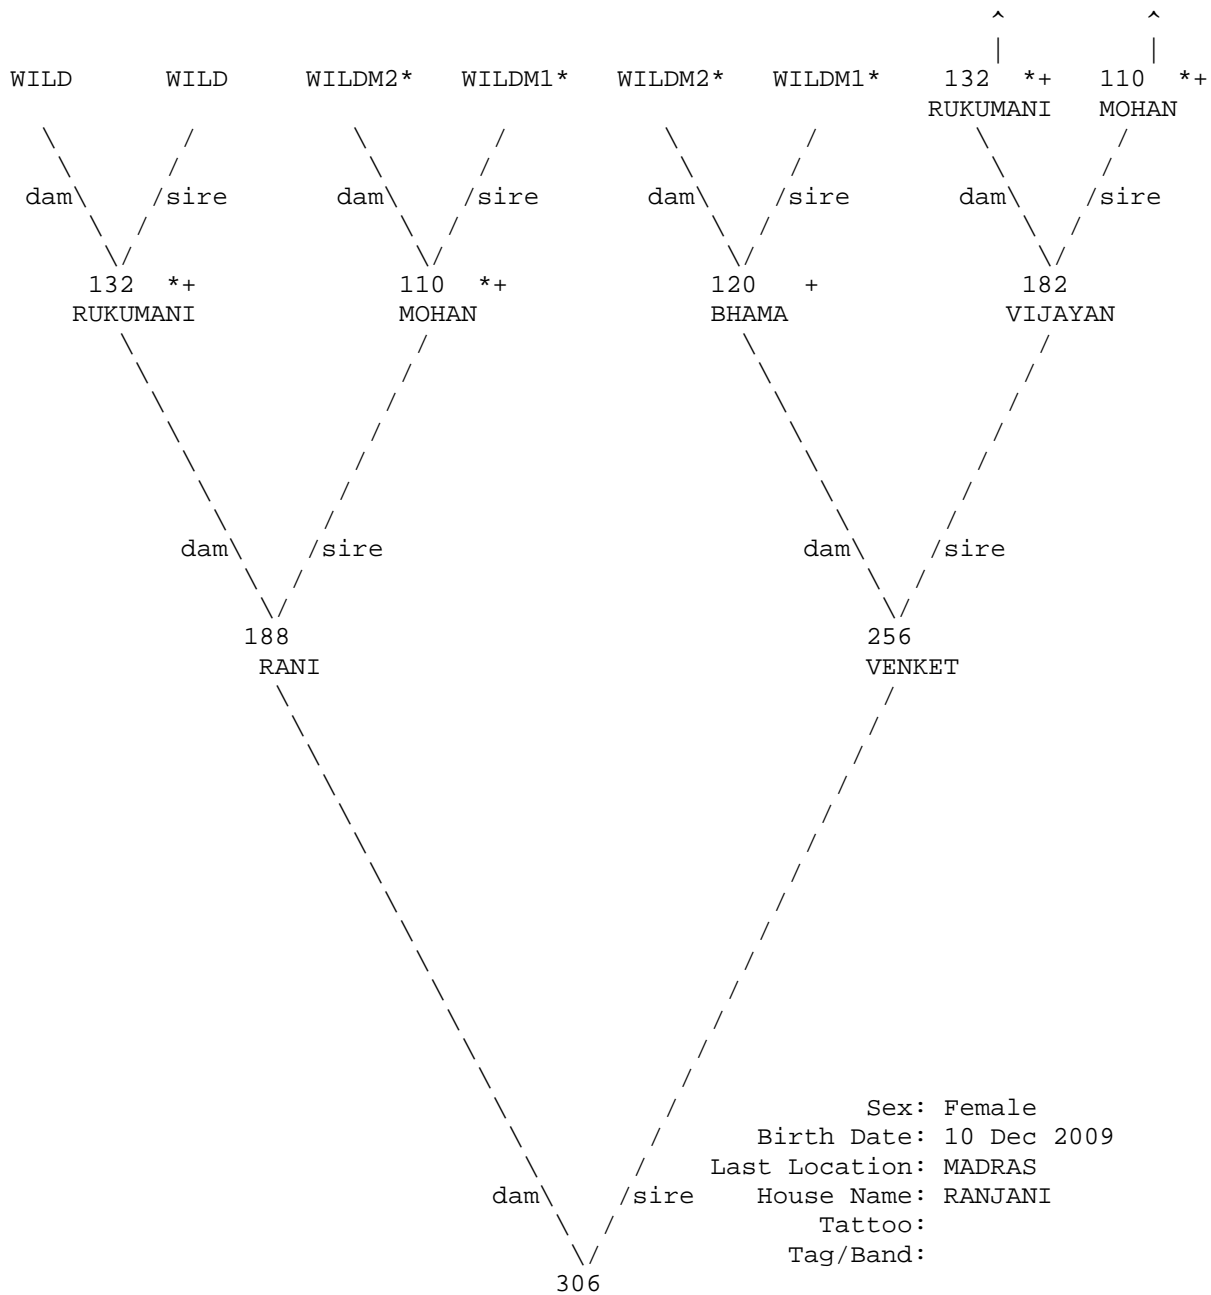 ^ ^
| |
WILD WILD WILDM2* WILDM1* WILDM2* WILDM1* 132 *+ 110 *+
RUKUMANI MOHAN
dam sire dam sire dam sire dam sire
132 *+ 110 *+ 120 + 182
RUKUMANI MOHAN BHAMA VIJAYAN
dam sire dam sire
188 256
RANI VENKET
Sex: Female
Birth Date: 10 Dec 2009
Last Location: MADRAS
dam sire House Name: RANJANI
Tattoo:
Tag/Band:
306